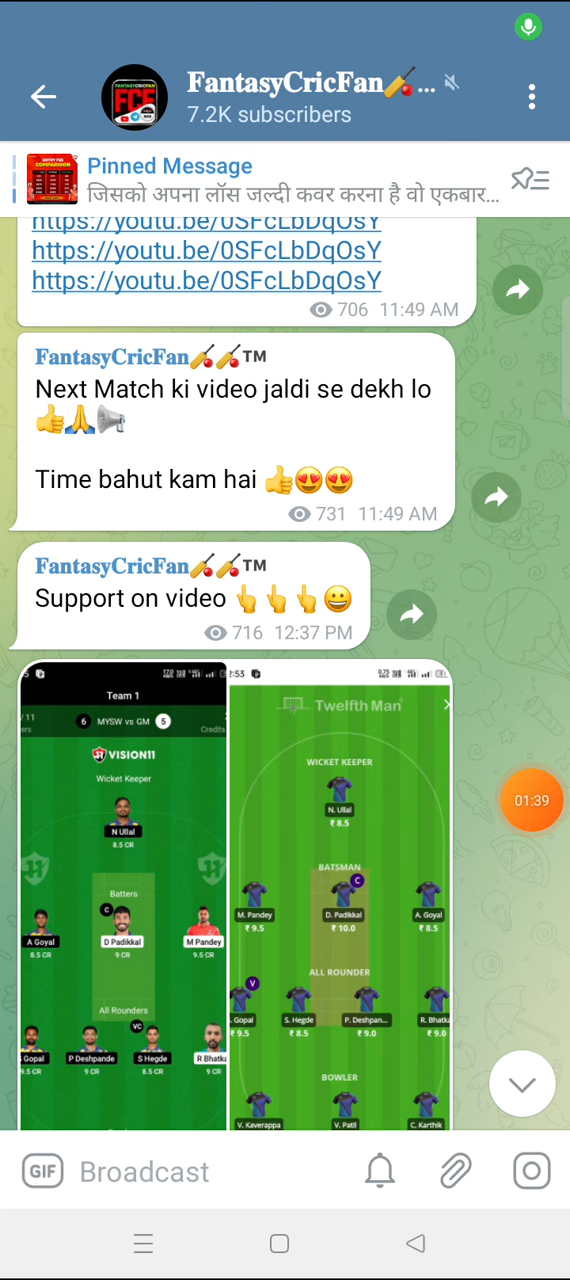 FantasyCricFan🏏...
7.2K subscribers
Pinned Message
जिसको अपना लॉस जल्दी कवर करना है वो एकबार...
https://youtu.be/0SFcLbDqOsY
https://youtu.be/0SFcLbDqOsY
https://youtu.be/0SFcLbDqOsY
706 11:49 AM
FantasyCricFan🏏🏏™
Next Match ki video jaldi se dekh lo
👍🙏📢
Time bahut kam hai 👍😍😍
731 11:49 AM
FantasyCricFan🏏🏏™
Support on video 👆👆👆😀
716 12:37 PM
Team 1
/11
6 MYSW vs GM 5
Credits
VISION11
Wicket Keeper
N Ullal
8.5 CR
Batters
C
A Goyal
D Padikkal
M Pandey
8.5 CR
9 CR
9.5 CR
All Rounders
VC
Gopal
P Deshpande
S Hegde
R Bhatka
9.5 CR
9 CR
8.5 CR
9 CR
2:53
Twelfth Man
WICKET KEEPER
N. Ullal
₹ 8.5
BATSMAN
C
M. Pandey
D. Padikkal
A. Goyal
₹ 9.5
₹ 10.0
₹ 8.5
ALL ROUNDER
V
. Gopal
S. Hegde
P. Deshpan...
R. Bhatka
₹ 9.5
₹ 8.5
₹ 9.0
₹ 9.0
BOWLER
V. Kaverappa
V. Patil
C. Karthik
01:39
GIF
Broadcast